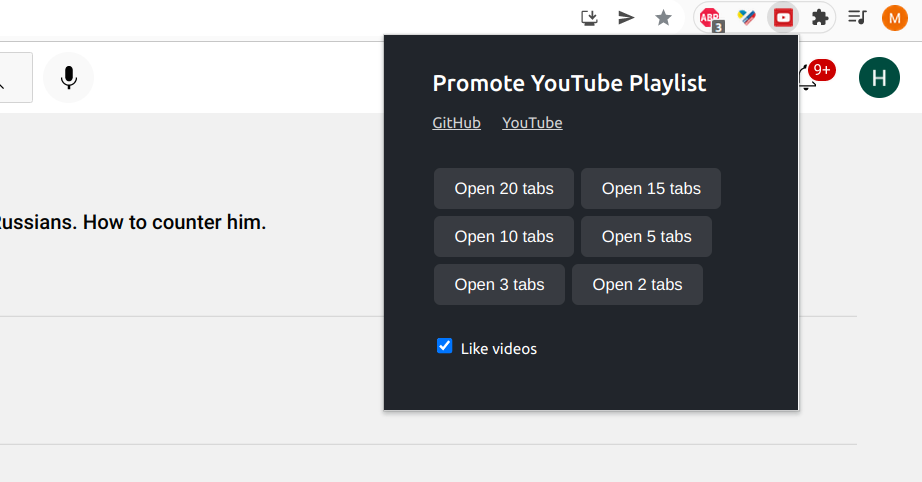 ABP
3
M
9+
H
Promote YouTube Playlist
GitHub YouTube
Open 20 tabs Open 15 tabs
ussians. How to counter him.
Open 10 tabs Open 5 tabs
Open 3 tabs Open 2 tabs
Like videos